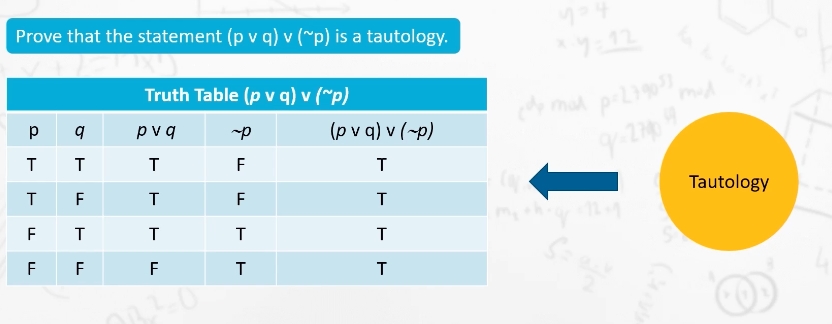 Prove that the statement (p v q) v (~p) is a tautology.
Truth Table (p v q) v (~p)
p q p v q ~p (p v q) v (~p)
T T T F T
T F T F T
F T T T T
F F F T T
Tautology